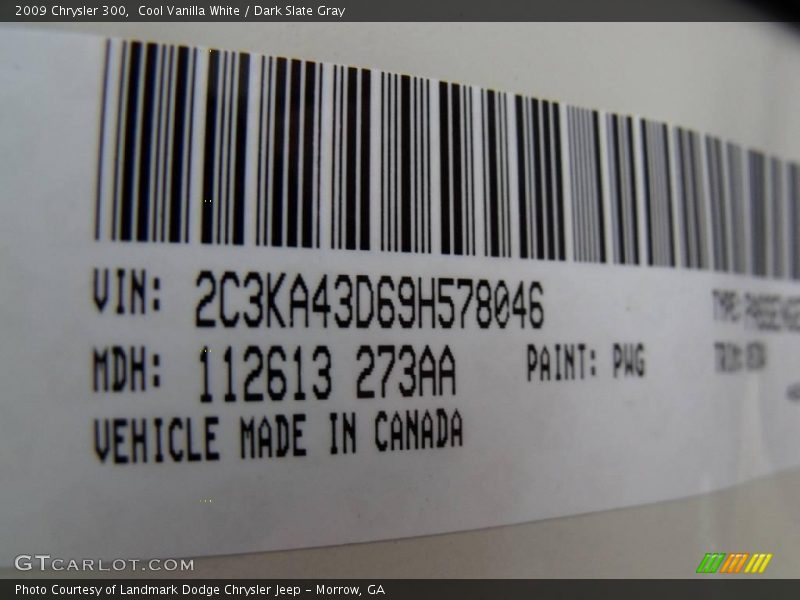 2009 Chrysler 300,  Cool Vanilla White / Dark Slate Gray
VIN: 2C3KA43D69H578046
MDH: 112613 273AA PAINT: PWG
VEHICLE MADE IN CANADA
GTCARLOT.COM
Photo Courtesy of Landmark Dodge Chrysler Jeep - Morrow, GA